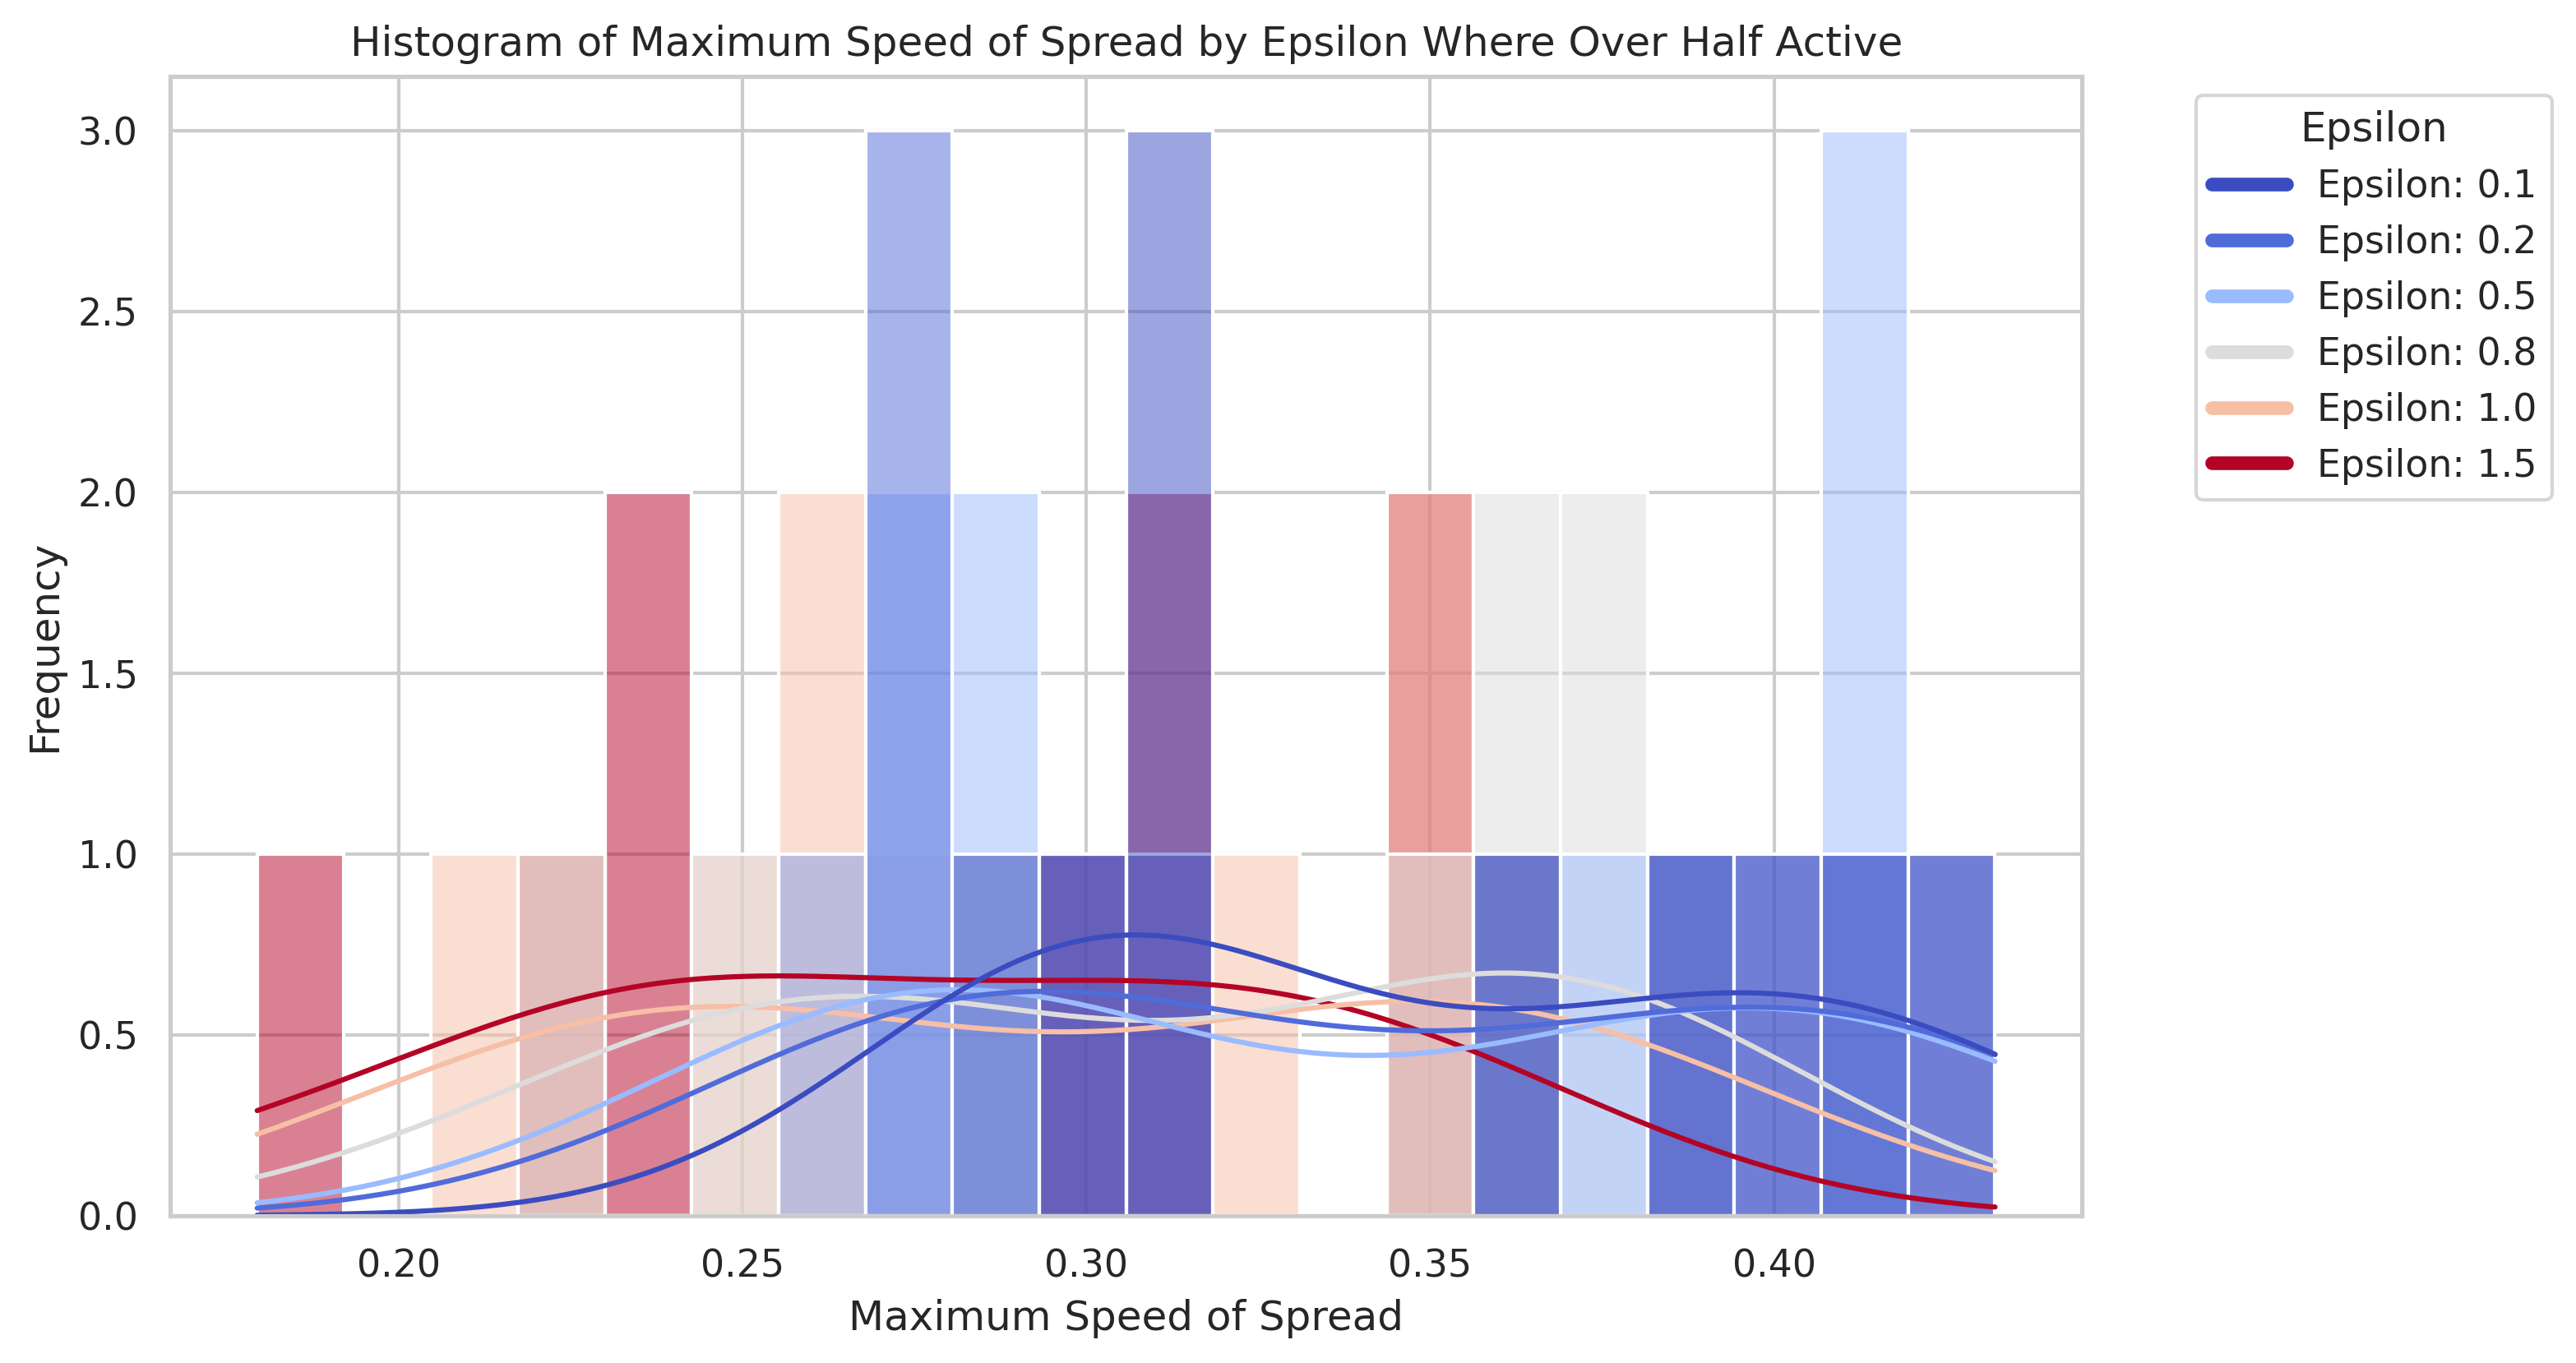 Histogram of Maximum Speed of Spread by Epsilon Where Over Half Active
3.0
2.5
2.0
1.5
1.0
0.5
0.0
Frequency
0.20
0.25
0.30
0.35
0.40
Maximum Speed of Spread
Epsilon
Epsilon: 0.1
Epsilon: 0.2
Epsilon: 0.5
Epsilon: 0.8
Epsilon: 1.0
Epsilon: 1.5